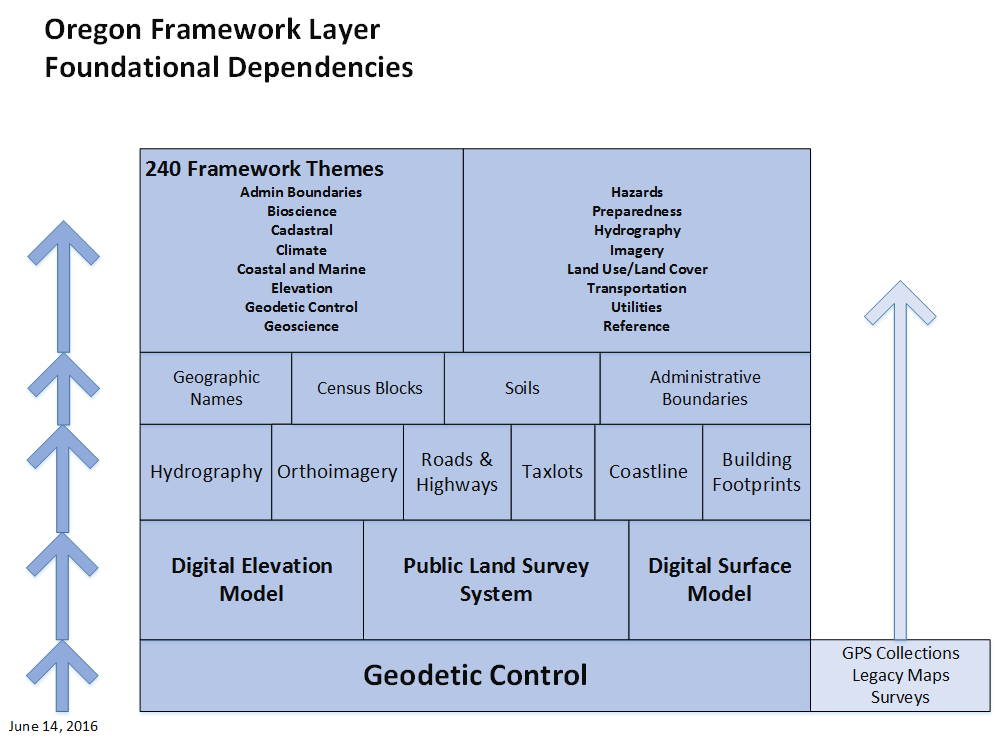 Oregon Framework Layer
Foundational Dependencies
240 Framework Themes
Admin Boundaries
Bioscience
Cadastral
Climate
Coastal and Marine
Elevation
Geodetic Control
Geoscience
Hazards
Preparedness
Hydrography
Imagery
Land Use/Land Cover
Transportation
Utilities
Reference
Geographic
Names
Census Blocks
Soils
Administrative
Boundaries
Hydrography
Orthoimagery
Roads &
Highways
Taxlots
Coastline
Building
Footprints
Digital Elevation
Model
Public Land Survey
System
Digital Surface
Model
Geodetic Control
GPS Collections
Legacy Maps
Surveys
June 14, 2016